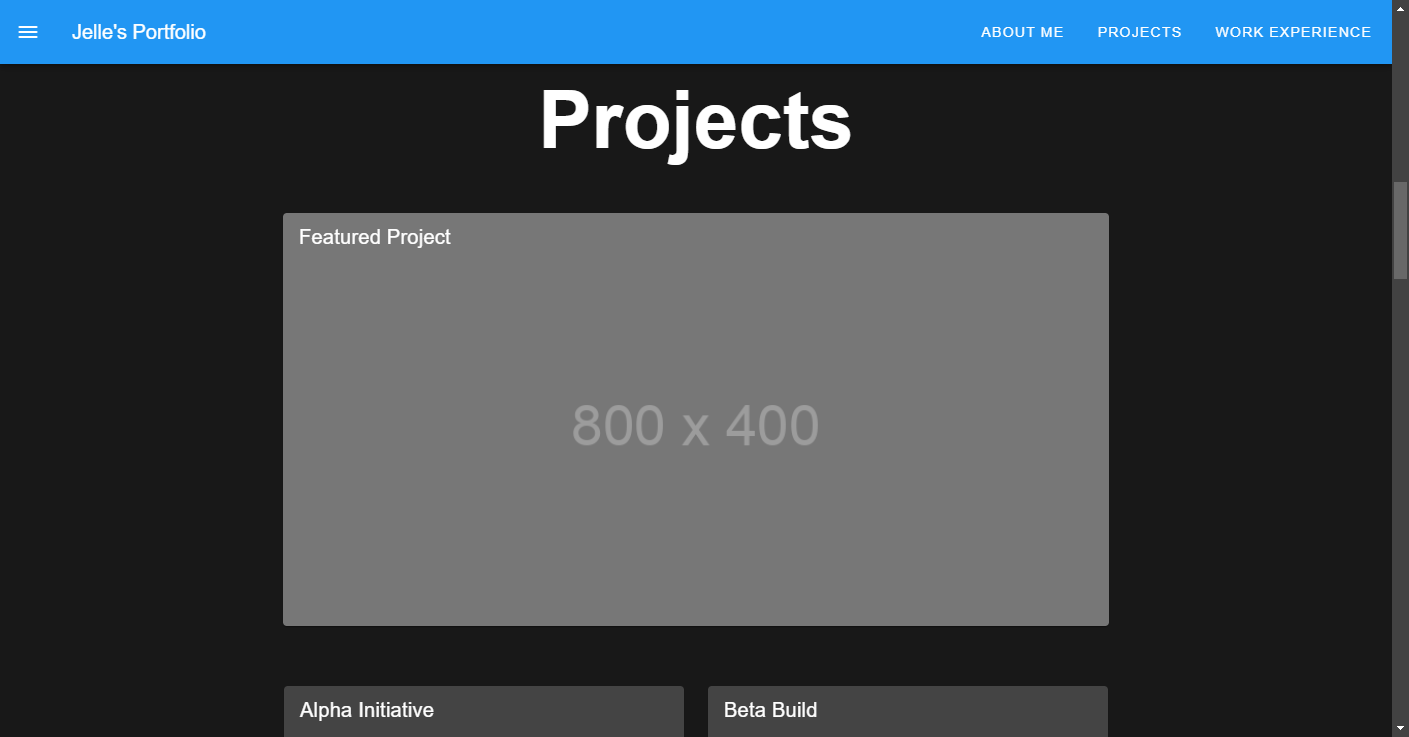 Jelle's Portfolio
ABOUT ME
PROJECTS
WORK EXPERIENCE
Projects
Featured Project
800 x 400
Alpha Initiative
Beta Build